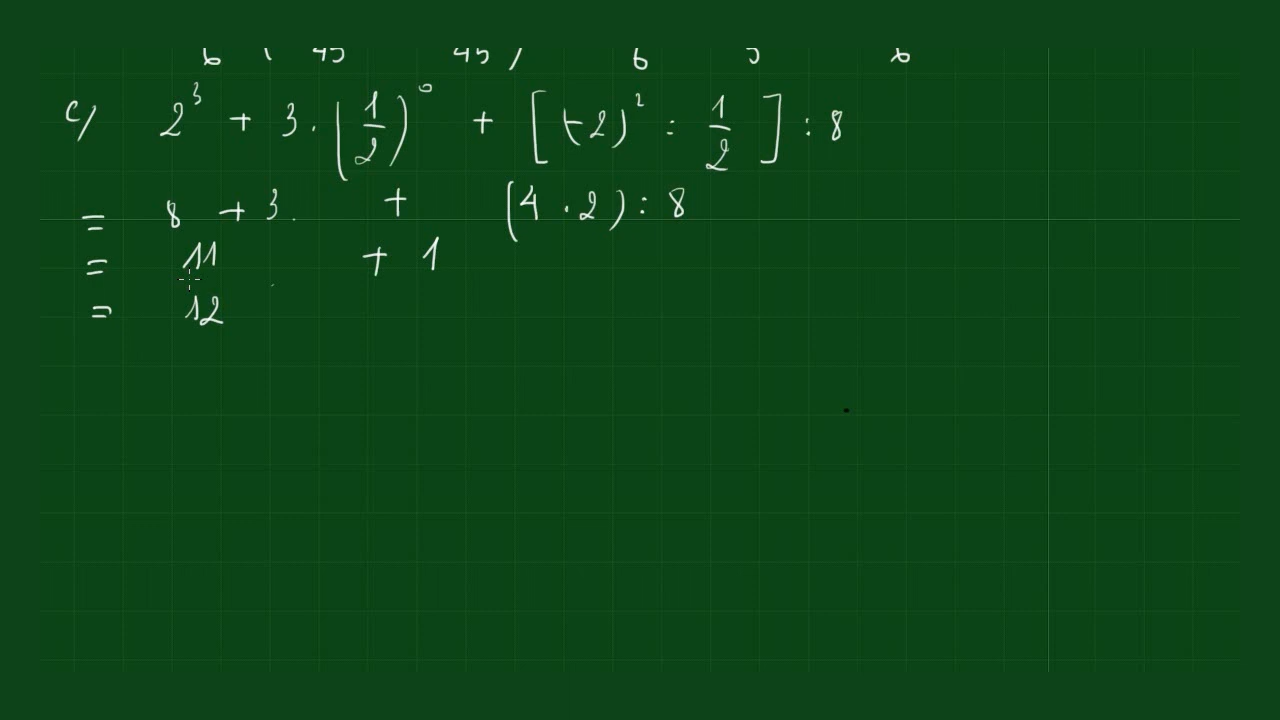 c/ 2³ + 3 . (1/2)⁰ + [(-2)² : 1/2] : 8
= 8 + 3 . + (4 . 2) : 8
= 11 + 1
= 12